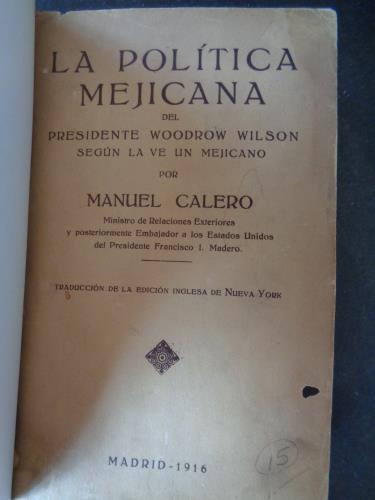 LA POLÍTICA
MEJICANA
DEL
PRESIDENTE WOODROW WILSON
SEGÚN LA VE UN MEJICANO
POR
MANUEL CALERO
Ministro de Relaciones Exteriores
y posteriormente Embajador a los Estados Unidos
del Presidente Francisco I. Madero.
TRADUCCIÓN DE LA EDICIÓN INGLESA DE NUEVA YORK
MADRID-1916
15